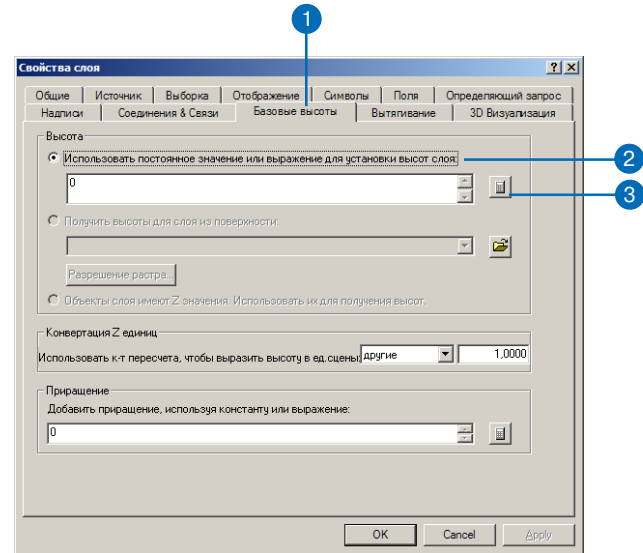 1
Свойства слоя
Общие Источник Выборка Отображение Символы Поля Определяющий запрос
Надписи Соединения & Связи Базовые высоты Вытягивание 3D Визуализация
Высота
Использовать постоянное значение или выражение для установки высот слоя:
2
0
3
Получить высоты для слоя из поверхности:
Разрешение растра...
Объекты слоя имеют Z значения. Использовать их для получения высот.
Конвертация Z единиц
Использовать к-т пересчета, чтобы выразить высоту в ед.сцены: другие 1,0000
Приращение
Добавить приращение, используя константу или выражение:
0
OK Cancel Apply